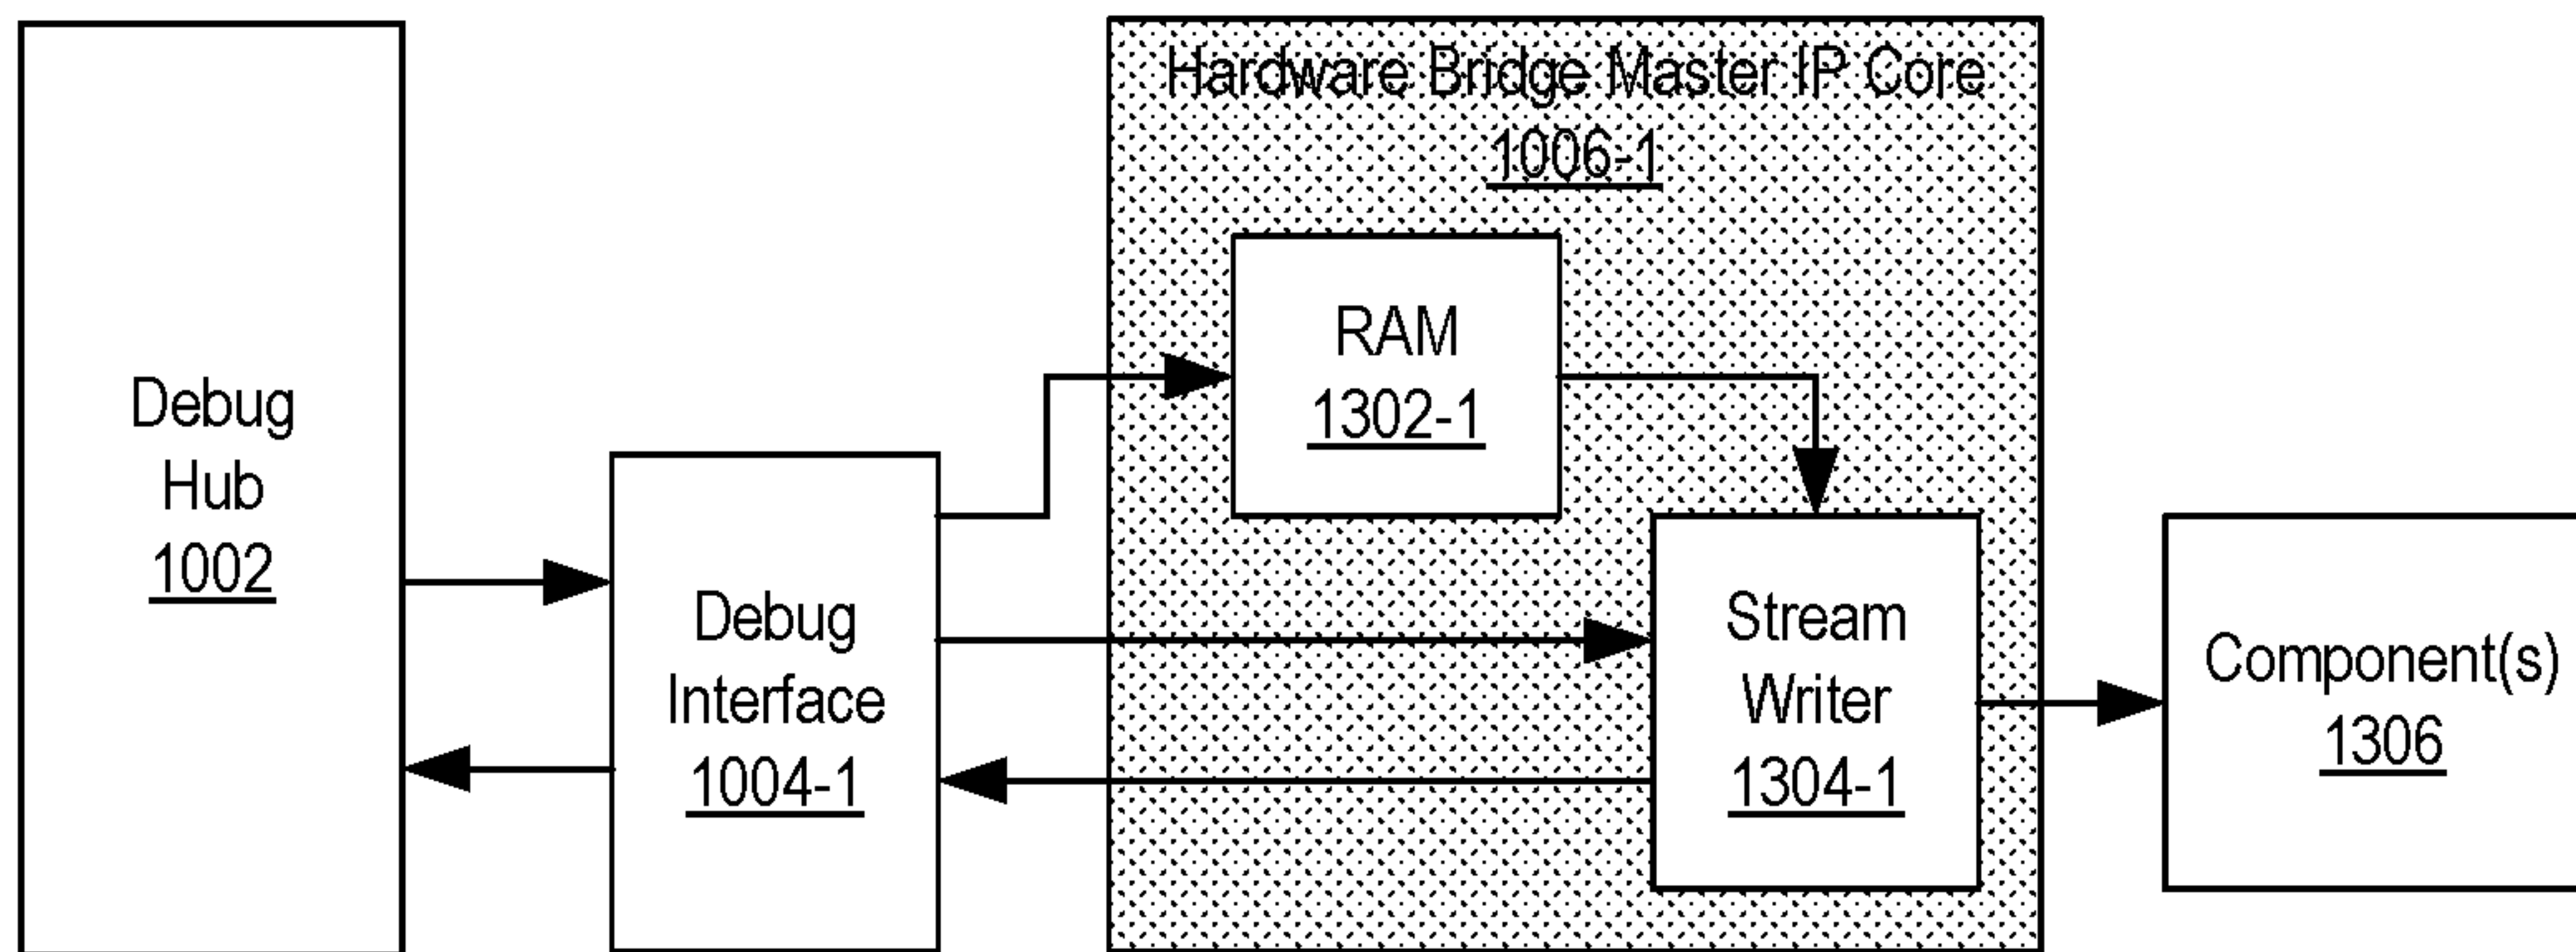 Hardware Bridge Master IP Core
1006-1
RAM
1302-1
Debug
Hub
1002
Debug
Interface
1004-1
Stream
Writer
1304-1
Component(s)
1306